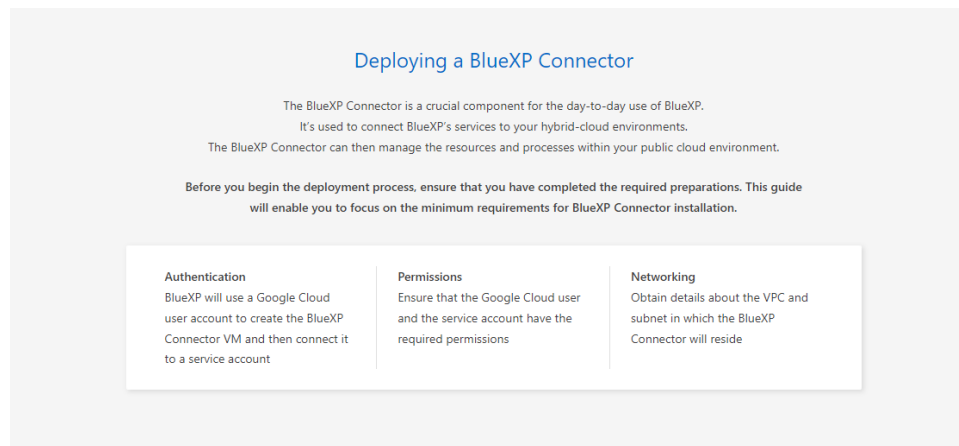 Deploying a BlueXP Connector
The BlueXP Connector is a crucial component for the day-to-day use of BlueXP.
It's used to connect BlueXP's services to your hybrid-cloud environments.
The BlueXP Connector can then manage the resources and processes within your public cloud environment.
Before you begin the deployment process, ensure that you have completed the required preparations. This guide
will enable you to focus on the minimum requirements for BlueXP Connector installation.
Authentication
BlueXP will use a Google Cloud
user account to create the BlueXP
Connector VM and then connect it
to a service account
Permissions
Ensure that the Google Cloud user
and the service account have the
required permissions
Networking
Obtain details about the VPC and
subnet in which the BlueXP
Connector will reside